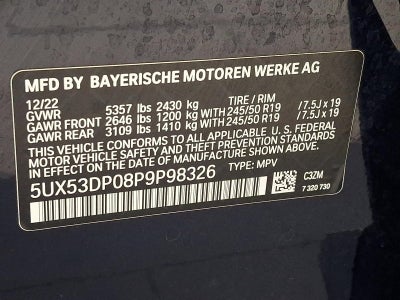 MFD BY BAYERISCHE MOTOREN WERKE AG
12/22
GVWR 5357 lbs 2430 kg TIRE / RIM
GAWR FRONT 2646 lbs 1200 kg 245/50 R19 /7.5J x 19
GAWR REAR 3109 lbs 1410 kg 245/50 R19 /7.5J x 19
THIS VEHICLE CONFORMS TO ALL APPLICABLE U. S. FEDERAL
MOTOR VEHICLE SAFETY AND THEFT PREVENTION STANDARDS
IN EFFECT ON THE DATE OF MANUFACTURE SHOWN ABOVE.
5UX53DP08P9P98326 TYPE: MPV
C3ZM
7 320 730